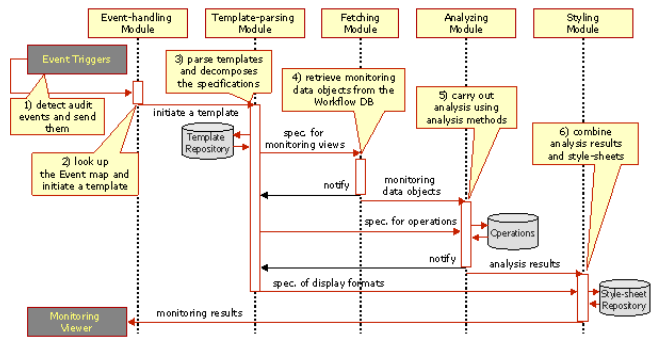 Event-handling
Module
Template-parsing
Module
Fetching
Module
Analyzing
Module
Styling
Module
Event Triggers
3) parse templates
and decomposes
the specifications
4) retrieve monitoring
data objects from the
Workflow DB
5) carry out
analysis using
analysis methods
1) detect audit
events and send
them
initiate a template
Template
Repository
spec. for
monitoring views
6) combine
analysis results
and style-sheets
2) look up
the Event map and
initiate a template
notify
monitoring
data objects
spec. for operations
Operations
notify
analysis results
spec. of display formats
Style-sheet
Repository
Monitoring
Viewer
monitoring results